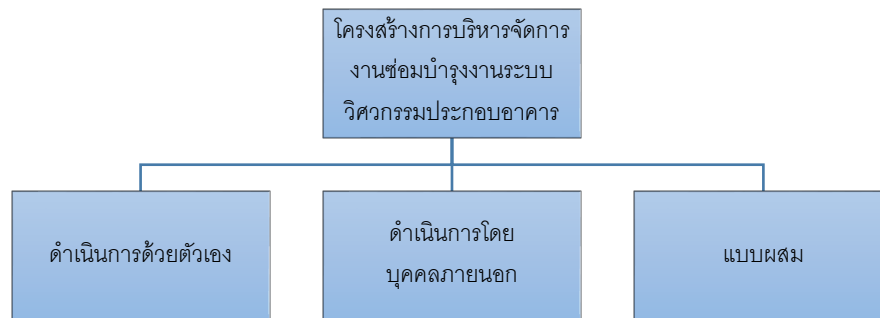 โครงสร้างการบริหารจัดการ
งานซ่อมบำรุงงานระบบ
วิศวกรรมประกอบอาคาร
ดำเนินการด้วยตัวเอง
ดำเนินการโดย
บุคคลภายนอก
แบบผสม